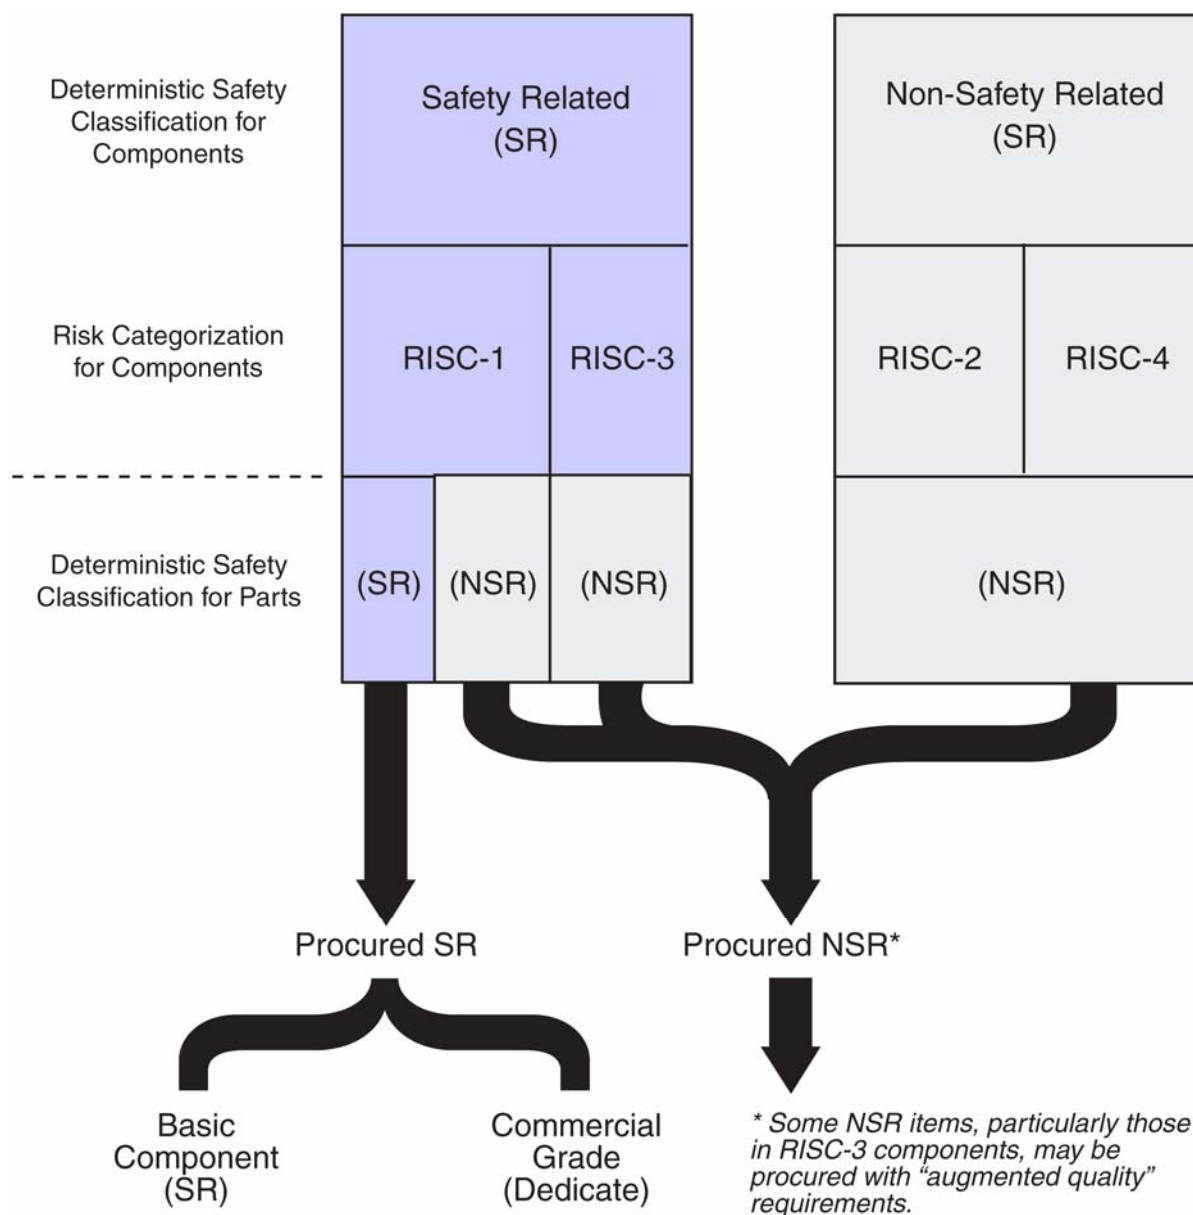 Deterministic Safety
Classification for
Components
Safety Related
(SR)
Non-Safety Related
(SR)
Risk Categorization
for Components
RISC-1
RISC-3
RISC-2
RISC-4
Deterministic Safety
Classification for Parts
(SR)
(NSR)
(NSR)
(NSR)
Procured SR
Procured NSR*
Basic
Component
(SR)
Commercial
Grade
(Dedicate)
* Some NSR items, particularly those
in RISC-3 components, may be
procured with “augmented quality”
requirements.